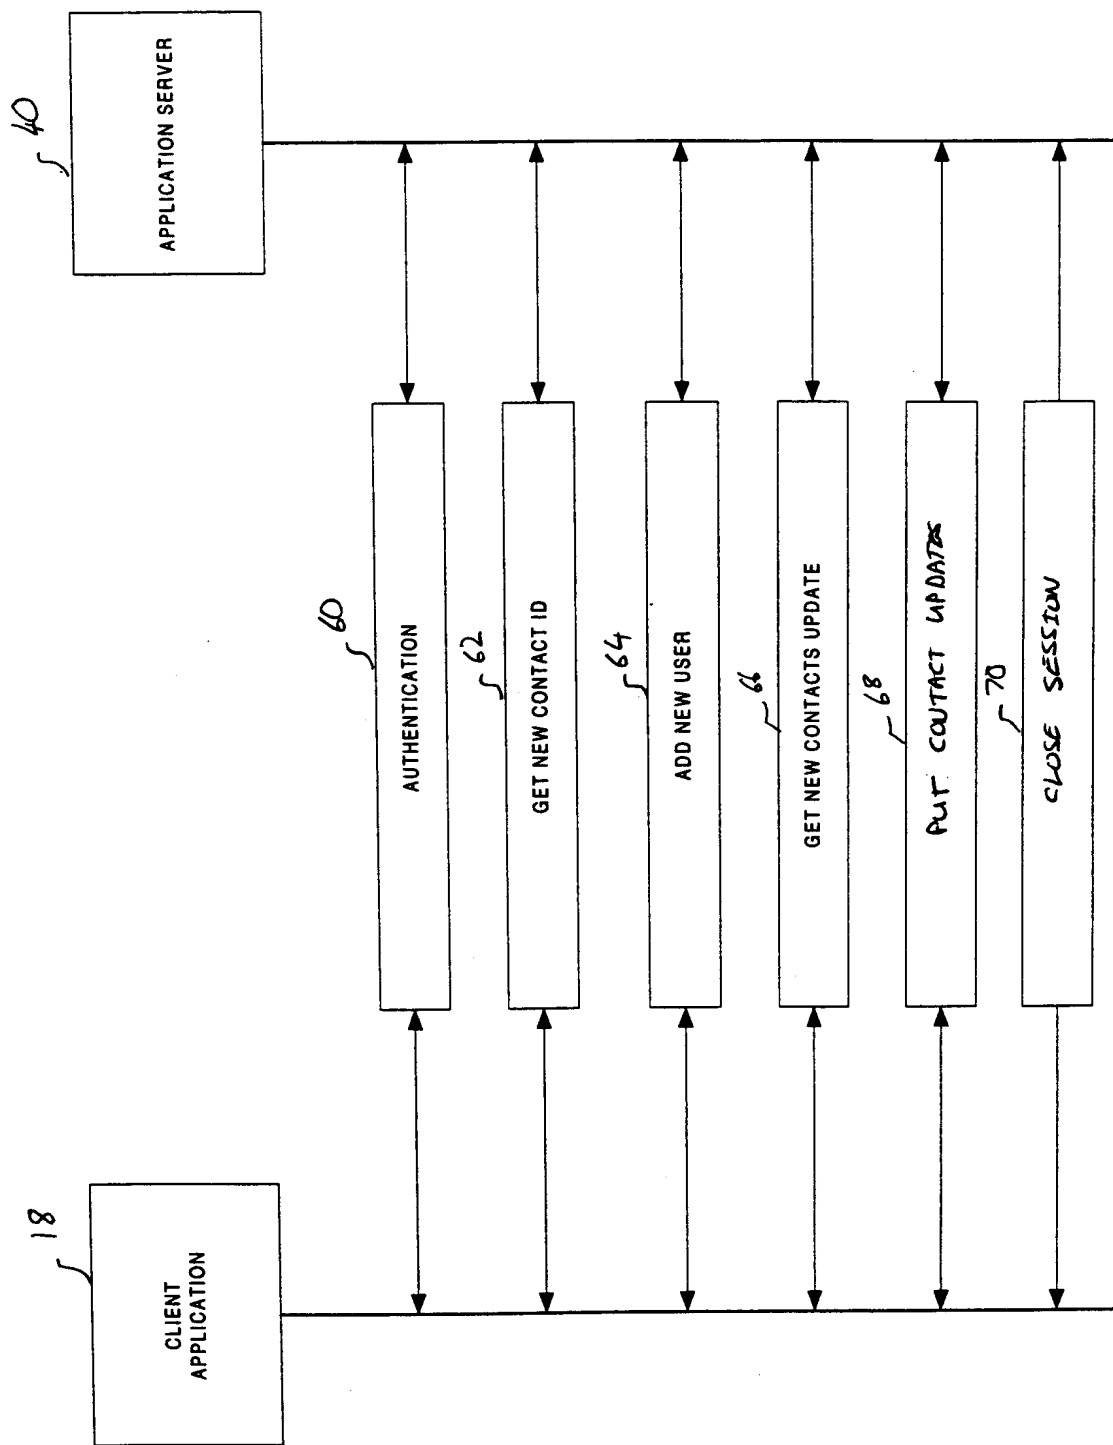 CLIENT
APPLICATION
18
APPLICATION SERVER
40
AUTHENTICATION
60
GET NEW CONTACT ID
62
ADD NEW USER
64
GET NEW CONTACTS UPDATE
66
PUT CONTACT UPDATES
68
CLOSE SESSION
70